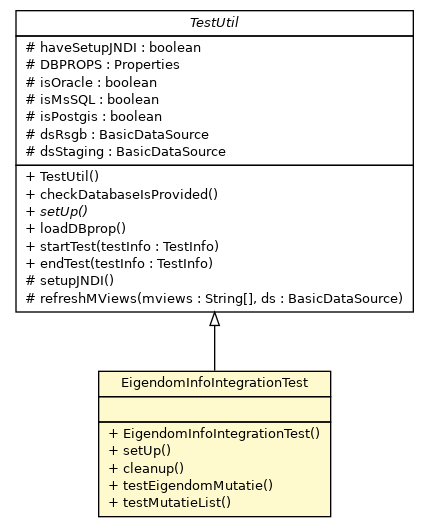 TestUtil
# haveSetupJNDI : boolean
# DBPROPS : Properties
# isOracle : boolean
# isMsSQL : boolean
# isPostgis : boolean
# dsRsgb : BasicDataSource
# dsStaging : BasicDataSource
+ TestUtil()
+ checkDatabaseIsProvided()
+ setUp()
+ loadDBprop()
+ startTest(testInfo : TestInfo)
+ endTest(testInfo : TestInfo)
# setupJNDI()
# refreshMViews(mviews : String[], ds : BasicDataSource)
EigendomInfoIntegrationTest
+ EigendomInfoIntegrationTest()
+ setUp()
+ cleanup()
+ testEigendomMutatie()
+ testMutatieList()